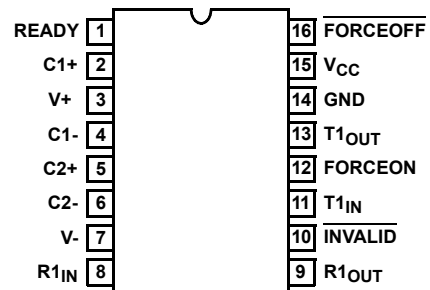 READY 1 16 FORCEOFF
C1+ 2 15 VCC
V+ 3 14 GND
C1- 4 13 T1OUT
C2+ 5 12 FORCEON
C2- 6 11 T1IN
V- 7 10 INVALID
R1IN 8 9 R1OUT